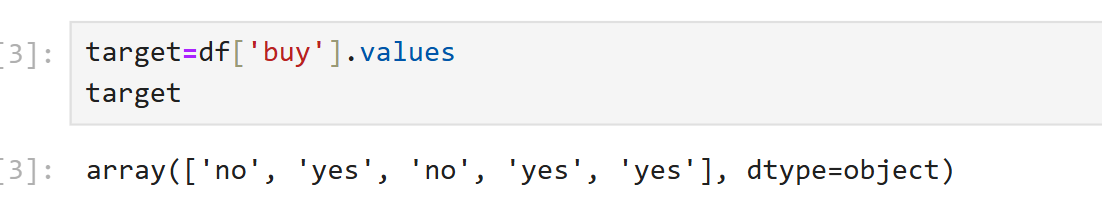 [3]: target=df['buy'].values
target
[3]: array(['no', 'yes', 'no', 'yes', 'yes'], dtype=object)